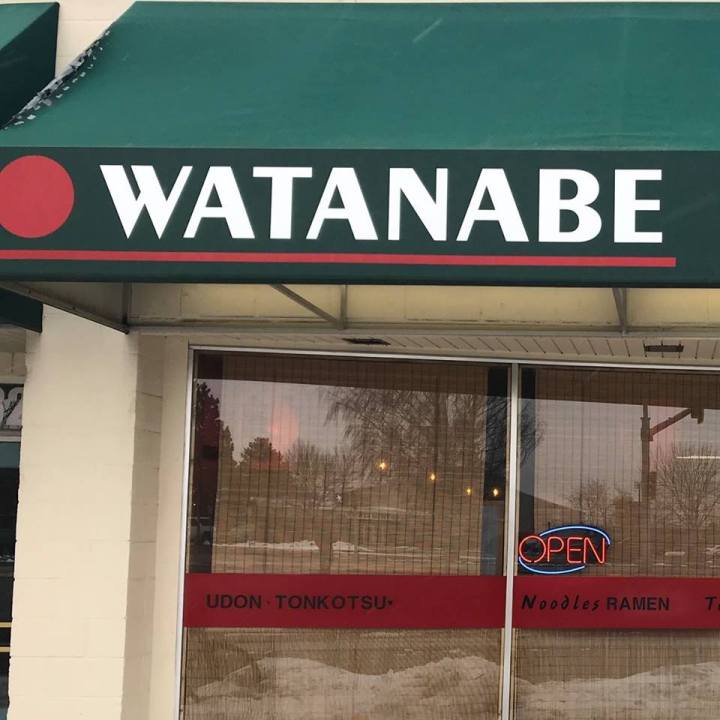 WATANABE
OPEN
UDON · TONKOTSU·
Noodles RAMEN